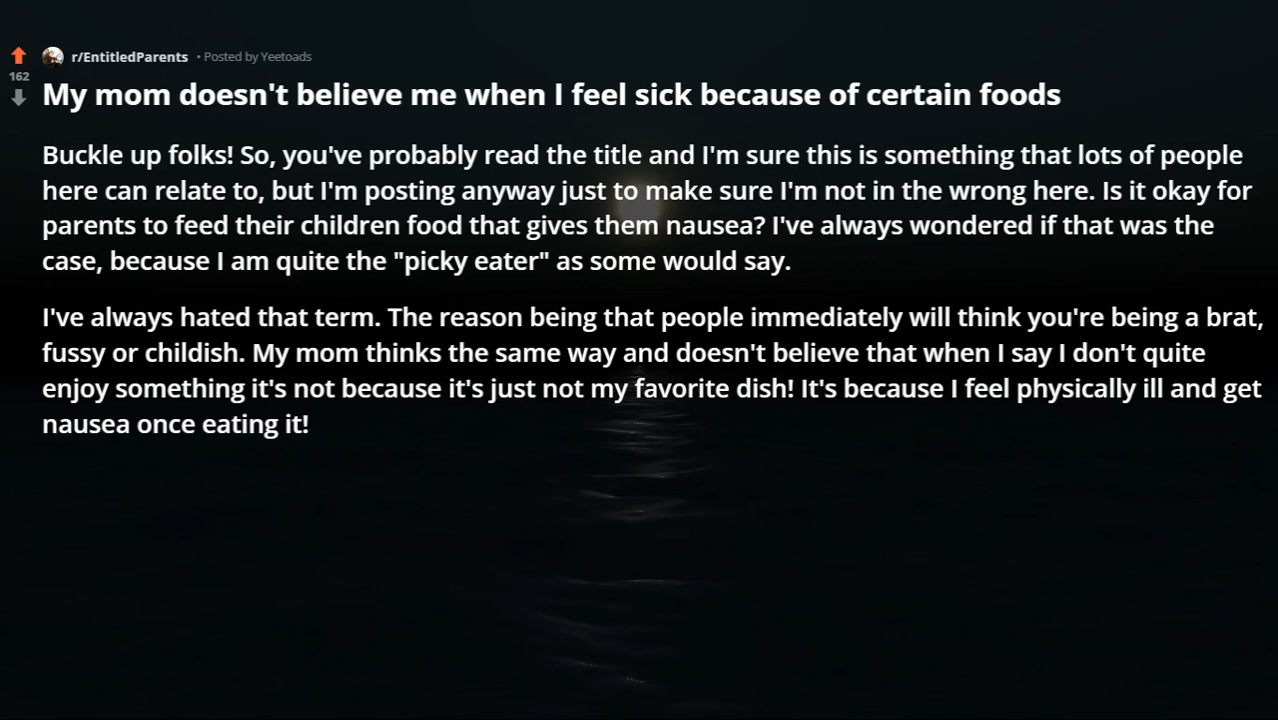 r/EntitledParents • Posted by Yeetoads
162
My mom doesn't believe me when I feel sick because of certain foods
Buckle up folks! So, you've probably read the title and I'm sure this is something that lots of people
here can relate to, but I'm posting anyway just to make sure I'm not in the wrong here. Is it okay for
parents to feed their children food that gives them nausea? I've always wondered if that was the
case, because I am quite the "picky eater" as some would say.
I've always hated that term. The reason being that people immediately will think you're being a brat,
fussy or childish. My mom thinks the same way and doesn't believe that when I say I don't quite
enjoy something it's not because it's just not my favorite dish! It's because I feel physically ill and get
nausea once eating it!